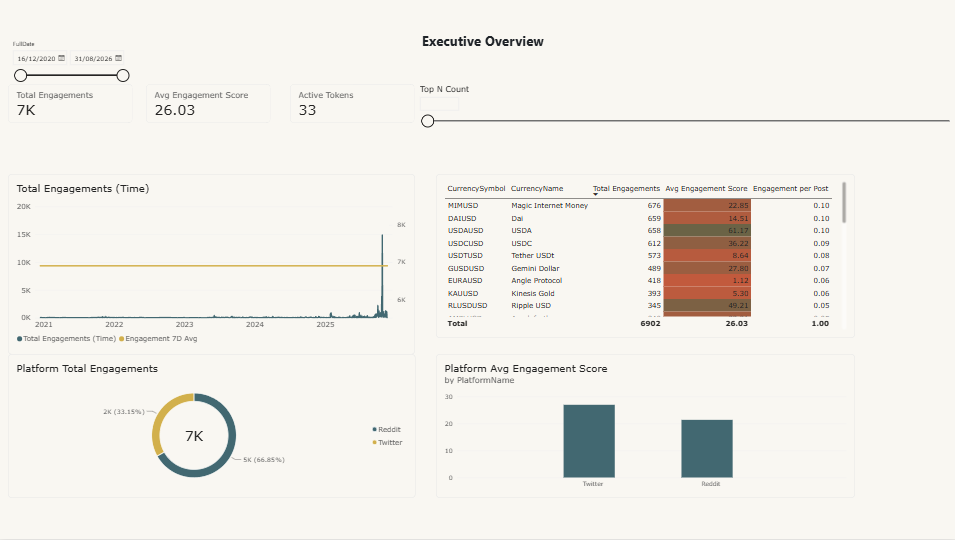 Executive Overview
FullDate
16/12/2020 31/08/2026
Total Engagements
7K
Avg Engagement Score
26.03
Active Tokens
33
Top N Count
Total Engagements (Time)
20K
15K
10K
5K
0K
8K
7K
6K
2021 2022 2023 2024 2025
Total Engagements (Time) Engagement 7D Avg
CurrencySymbol CurrencyName Total Engagements Avg Engagement Score Engagement per Post
MIMUSD Magic Internet Money 676 22.85 0.10
DAIUSD Dai 659 14.51 0.10
USDAUSD USDA 658 61.17 0.10
USDCUSD USDC 612 36.22 0.09
USDTUSD Tether USDt 573 8.64 0.08
GUSDUSD Gemini Dollar 489 27.80 0.07
EURAUSD Angle Protocol 418 1.12 0.06
KAUUSD Kinesis Gold 393 5.30 0.06
RLUSDUSD Ripple USD 345 49.21 0.05
Total 6902 26.03 1.00
Platform Total Engagements
2K (33.15%)
7K
5K (66.85%)
Reddit
Twitter
Platform Avg Engagement Score
by PlatformName
30
20
10
0
Twitter Reddit